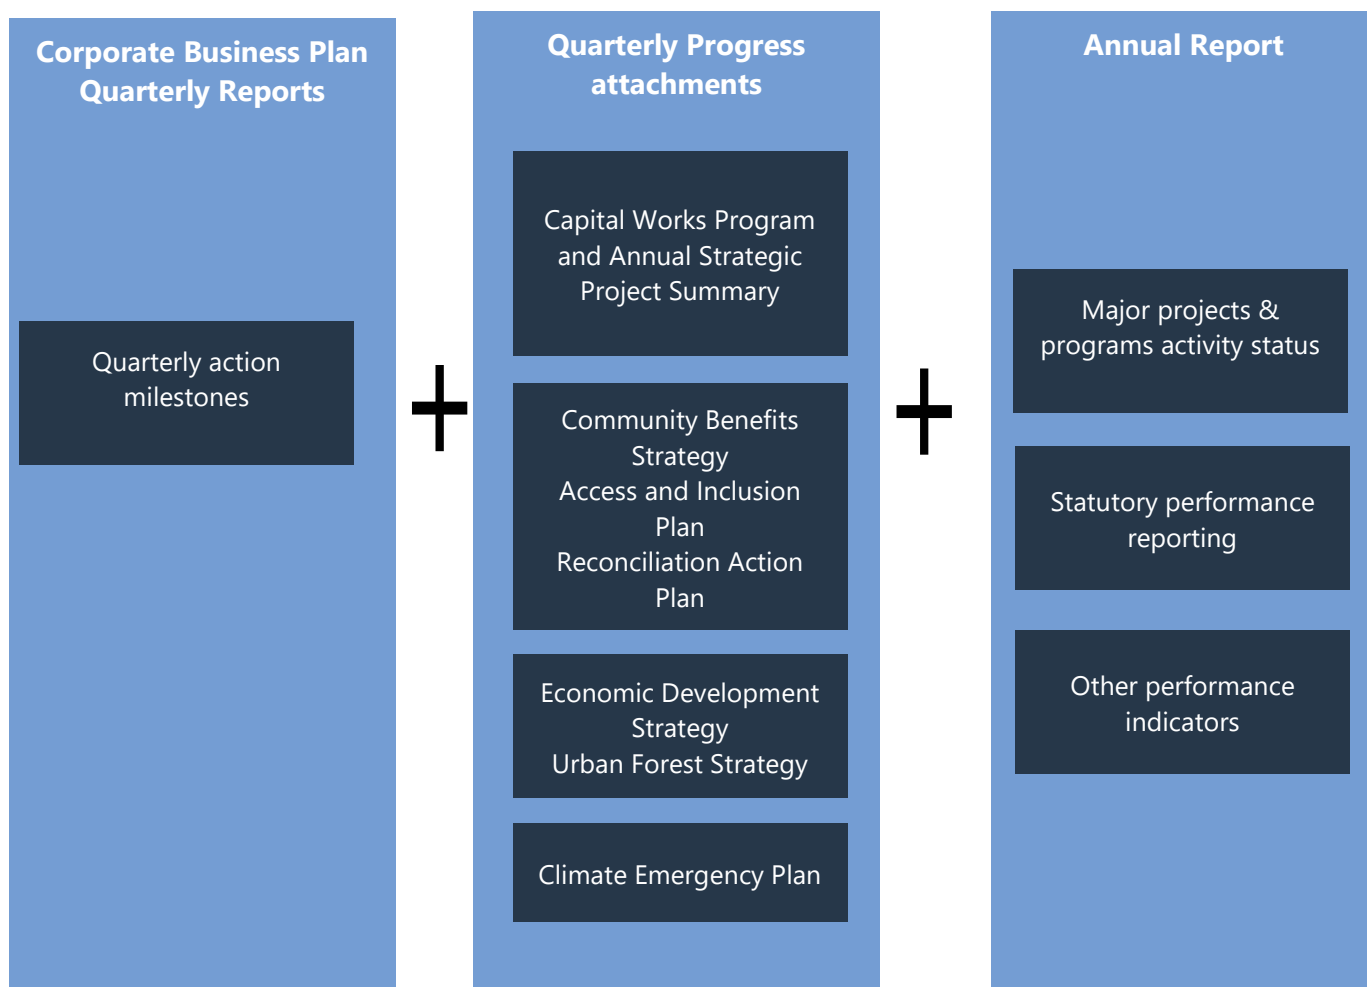 Corporate Business Plan
Quarterly Reports
Quarterly action
milestones
Quarterly Progress
attachments
Capital Works Program
and Annual Strategic
Project Summary
Community Benefits
Strategy
Access and Inclusion
Plan
Reconciliation Action
Plan
Economic Development
Strategy
Urban Forest Strategy
Climate Emergency Plan
Annual Report
Major projects &
programs activity status
Statutory performance
reporting
Other performance
indicators